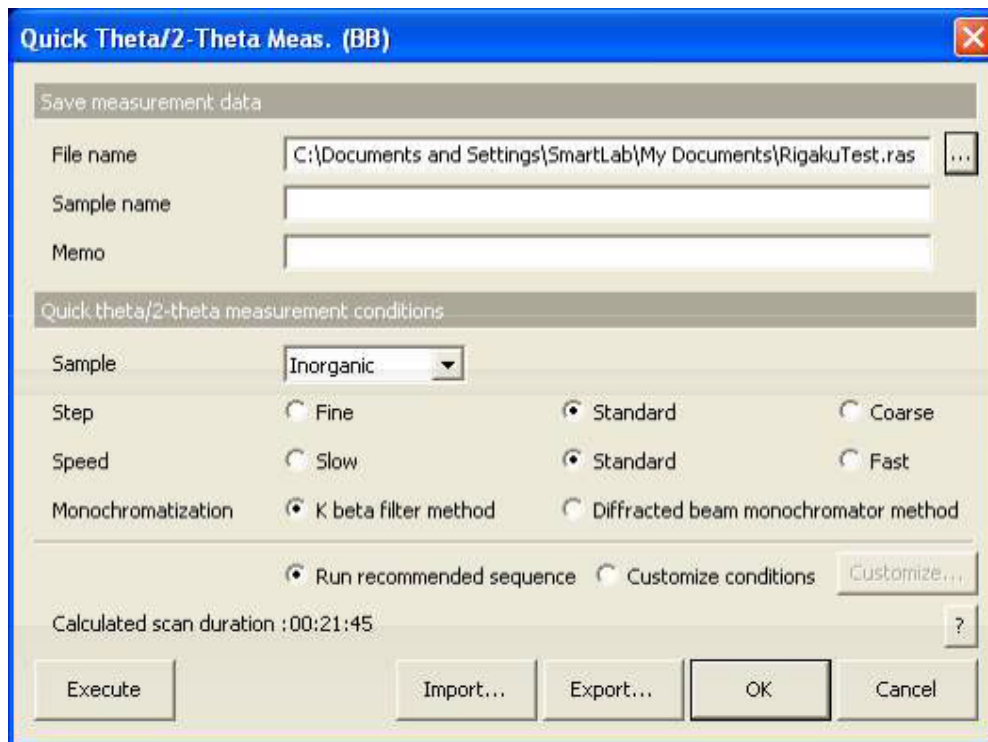 Quick Theta/2-Theta Meas. (BB)
Save measurement data
File name C:\Documents and Settings\SmartLab\My Documents\RigakuTest.ras ...
Sample name
Memo
Quick theta/2-theta measurement conditions
Sample Inorganic
Step Fine Standard Coarse
Speed Slow Standard Fast
Monochromatization K beta filter method Diffracted beam monochromator method
Run recommended sequence Customize conditions Customize...
Calculated scan duration :00:21:45 ?
Execute Import... Export... OK Cancel